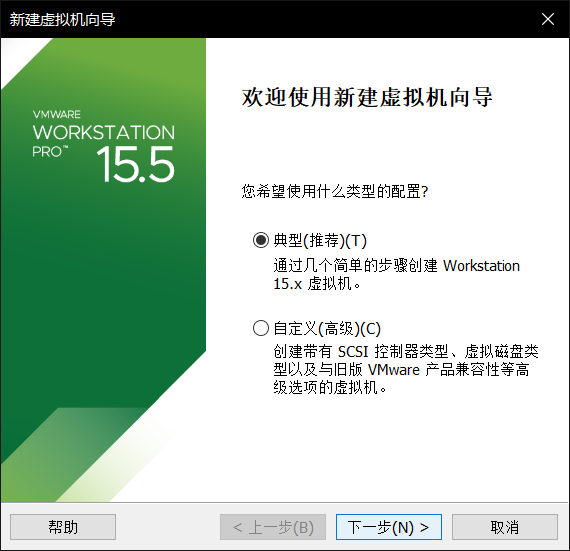 新建虚拟机向导
VMWARE
WORKSTATION
PRO™ 15.5
欢迎使用新建虚拟机向导
您希望使用什么类型的配置?
典型(推荐)(T)
通过几个简单的步骤创建 Workstation
15.x 虚拟机。
自定义(高级)(C)
创建带有 SCSI 控制器类型、虚拟磁盘类
型以及与旧版 VMware 产品兼容性等高
级选项的虚拟机。
帮助
< 上一步(B)
下一步(N) >
取消